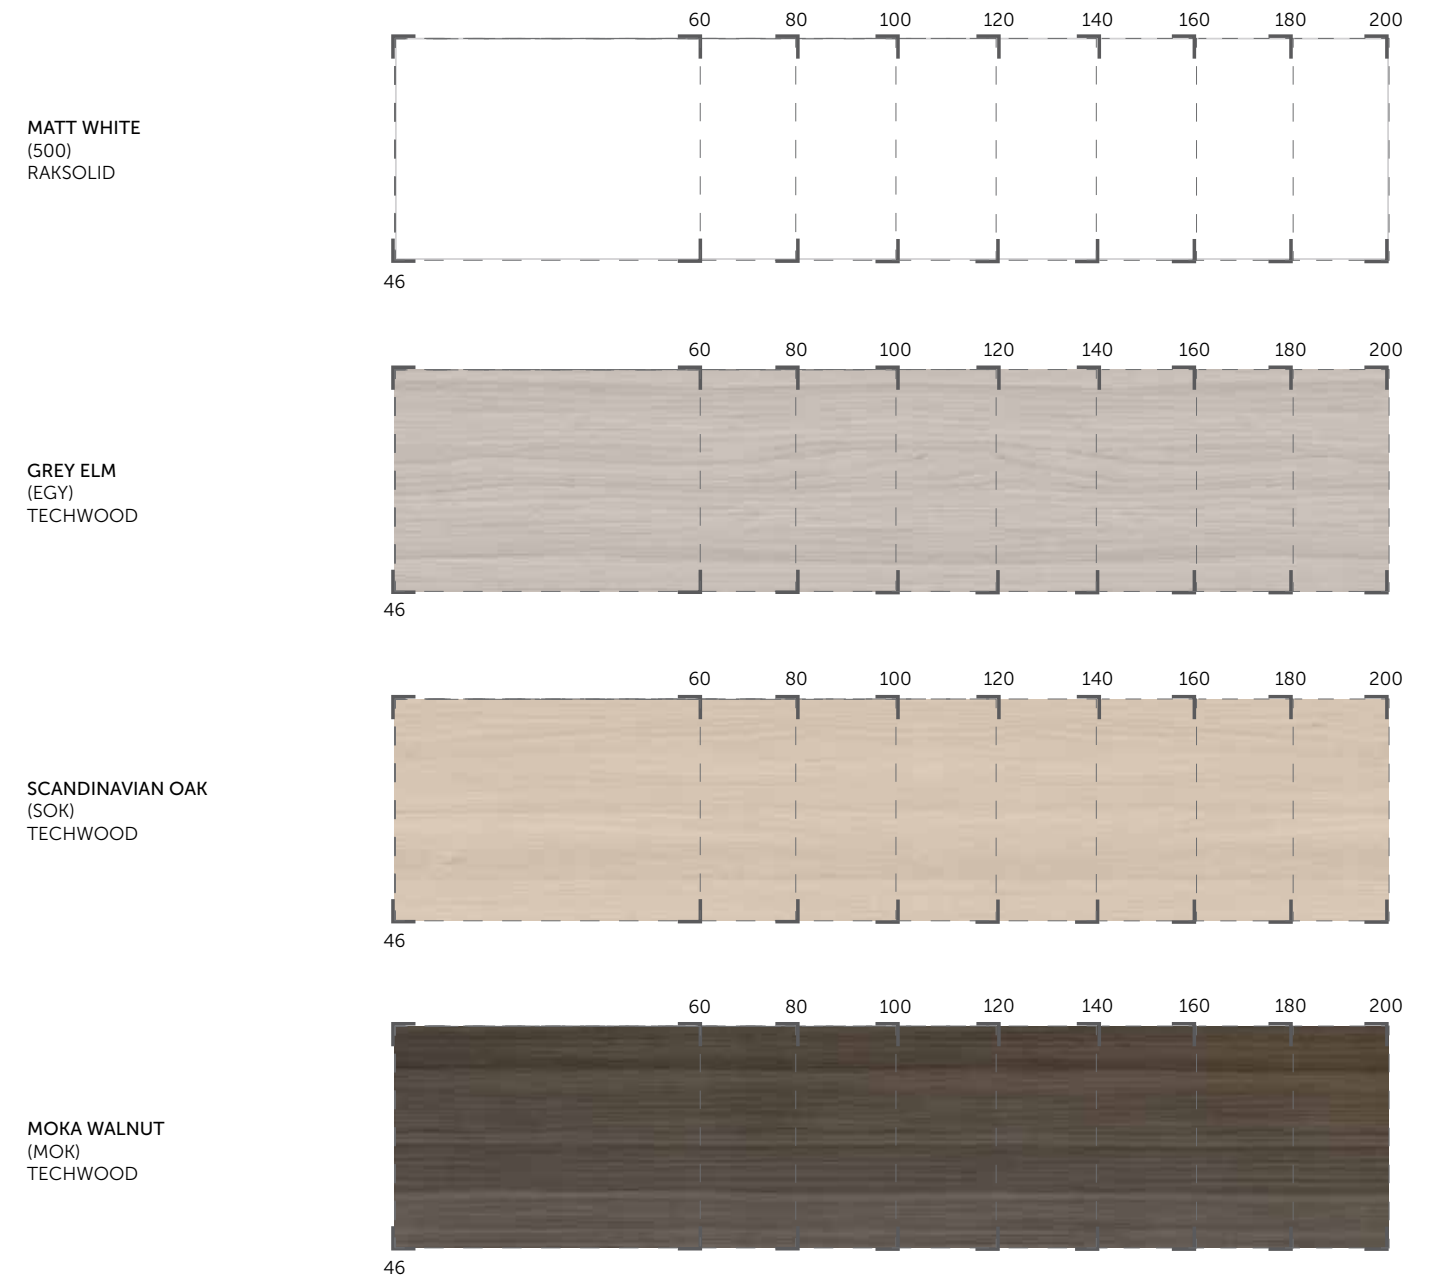 60 80 100 120 140 160 180 200
MATT WHITE
(500)
RAKSOLID
46
60 80 100 120 140 160 180 200
GREY ELM
(EGY)
TECHWOOD
46
60 80 100 120 140 160 180 200
SCANDINAVIAN OAK
(SOK)
TECHWOOD
46
60 80 100 120 140 160 180 200
MOKA WALNUT
(MOK)
TECHWOOD
46